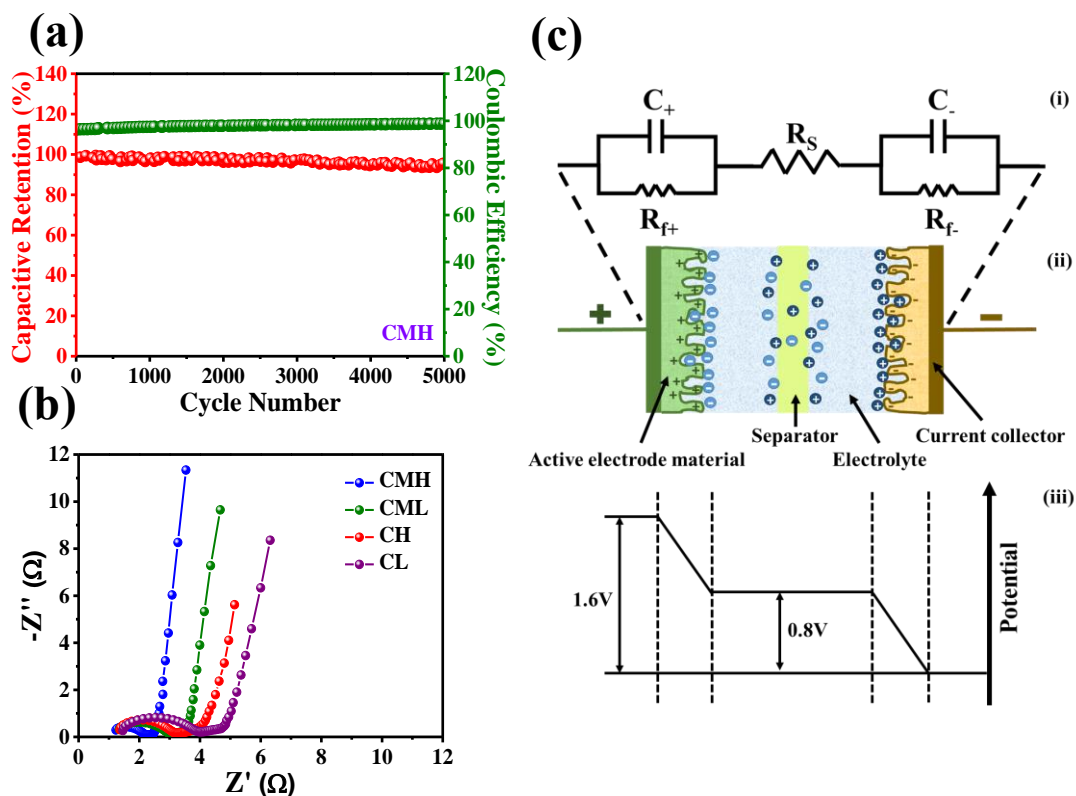 (a)
140
120
100
80
60
40
20
0
Capacitive Retention (%)
120
100
80
60
40
20
0
Coulombic Efficiency (%)
CMH
0 1000 2000 3000 4000 5000
Cycle Number
(b)
12
10
8
6
4
2
0
-Z'' (Ω)
CMH
CML
CH
CL
0 2 4 6 8 10 12
Z' (Ω)
(c)
(i)
C+ C-
RS
Rf+ Rf-
(ii)
+ −
Separator Current collector
Active electrode material Electrolyte
(iii)
1.6V
0.8V
Potential